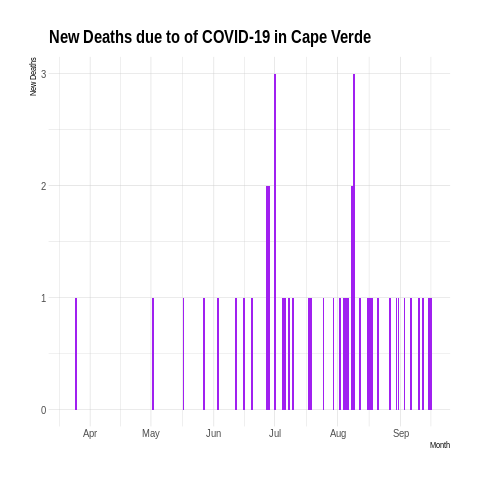 New Deaths due to of COVID-19 in Cape Verde
New Deaths
3
2
1
0
Apr May Jun Jul Aug Sep
Month